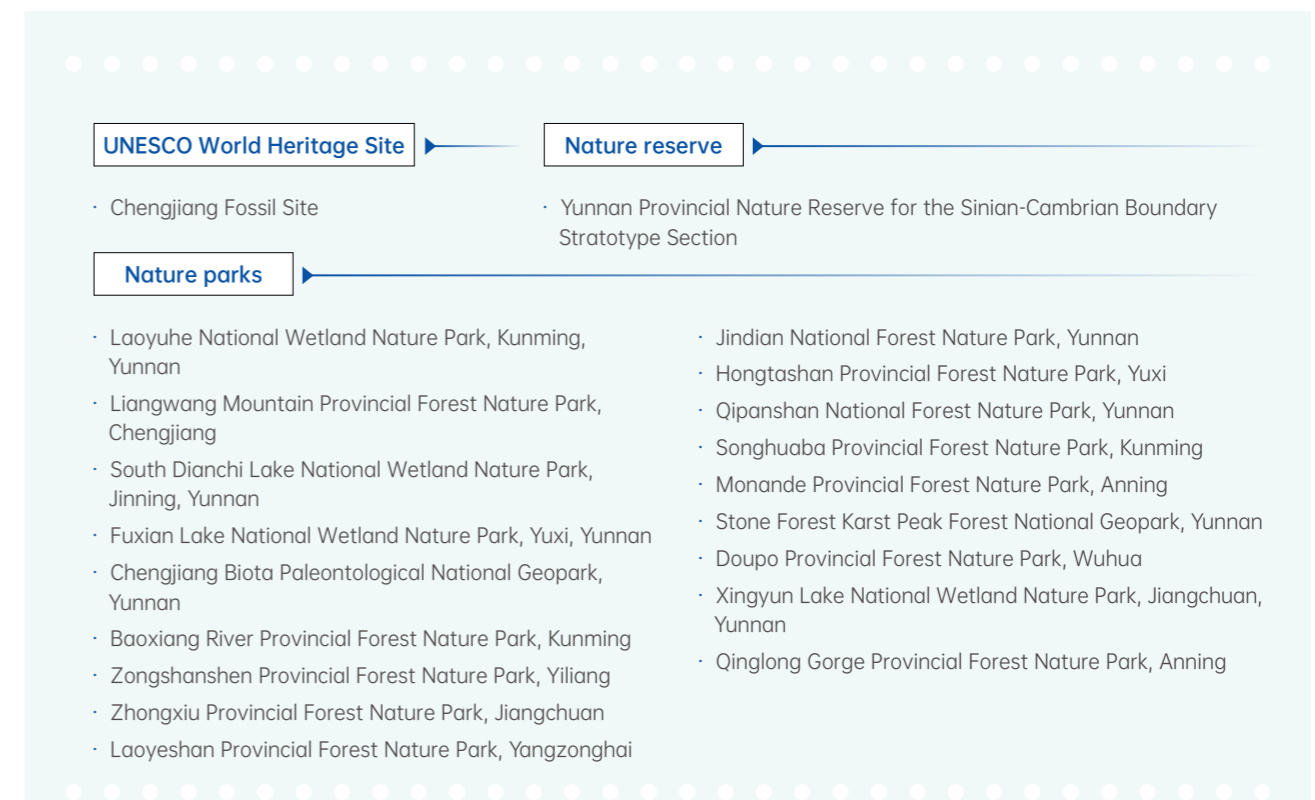 UNESCO World Heritage Site
· Chengjiang Fossil Site
Nature reserve
· Yunnan Provincial Nature Reserve for the Sinian-Cambrian Boundary
Stratotype Section
Nature parks
· Laoyuhe National Wetland Nature Park, Kunming,
Yunnan
· Liangwang Mountain Provincial Forest Nature Park,
Chengjiang
· South Dianchi Lake National Wetland Nature Park,
Jinning, Yunnan
· Fuxian Lake National Wetland Nature Park, Yuxi, Yunnan
· Chengjiang Biota Paleontological National Geopark,
Yunnan
· Baoxiang River Provincial Forest Nature Park, Kunming
· Zongshanshen Provincial Forest Nature Park, Yiliang
· Zhongxiu Provincial Forest Nature Park, Jiangchuan
· Laoyeshan Provincial Forest Nature Park, Yangzonghai
· Jindian National Forest Nature Park, Yunnan
· Hongtashan Provincial Forest Nature Park, Yuxi
· Qipanshan National Forest Nature Park, Yunnan
· Songhuaba Provincial Forest Nature Park, Kunming
· Monande Provincial Forest Nature Park, Anning
· Stone Forest Karst Peak Forest National Geopark, Yunnan
· Doupo Provincial Forest Nature Park, Wuhua
· Xingyun Lake National Wetland Nature Park, Jiangchuan,
Yunnan
· Qinglong Gorge Provincial Forest Nature Park, Anning